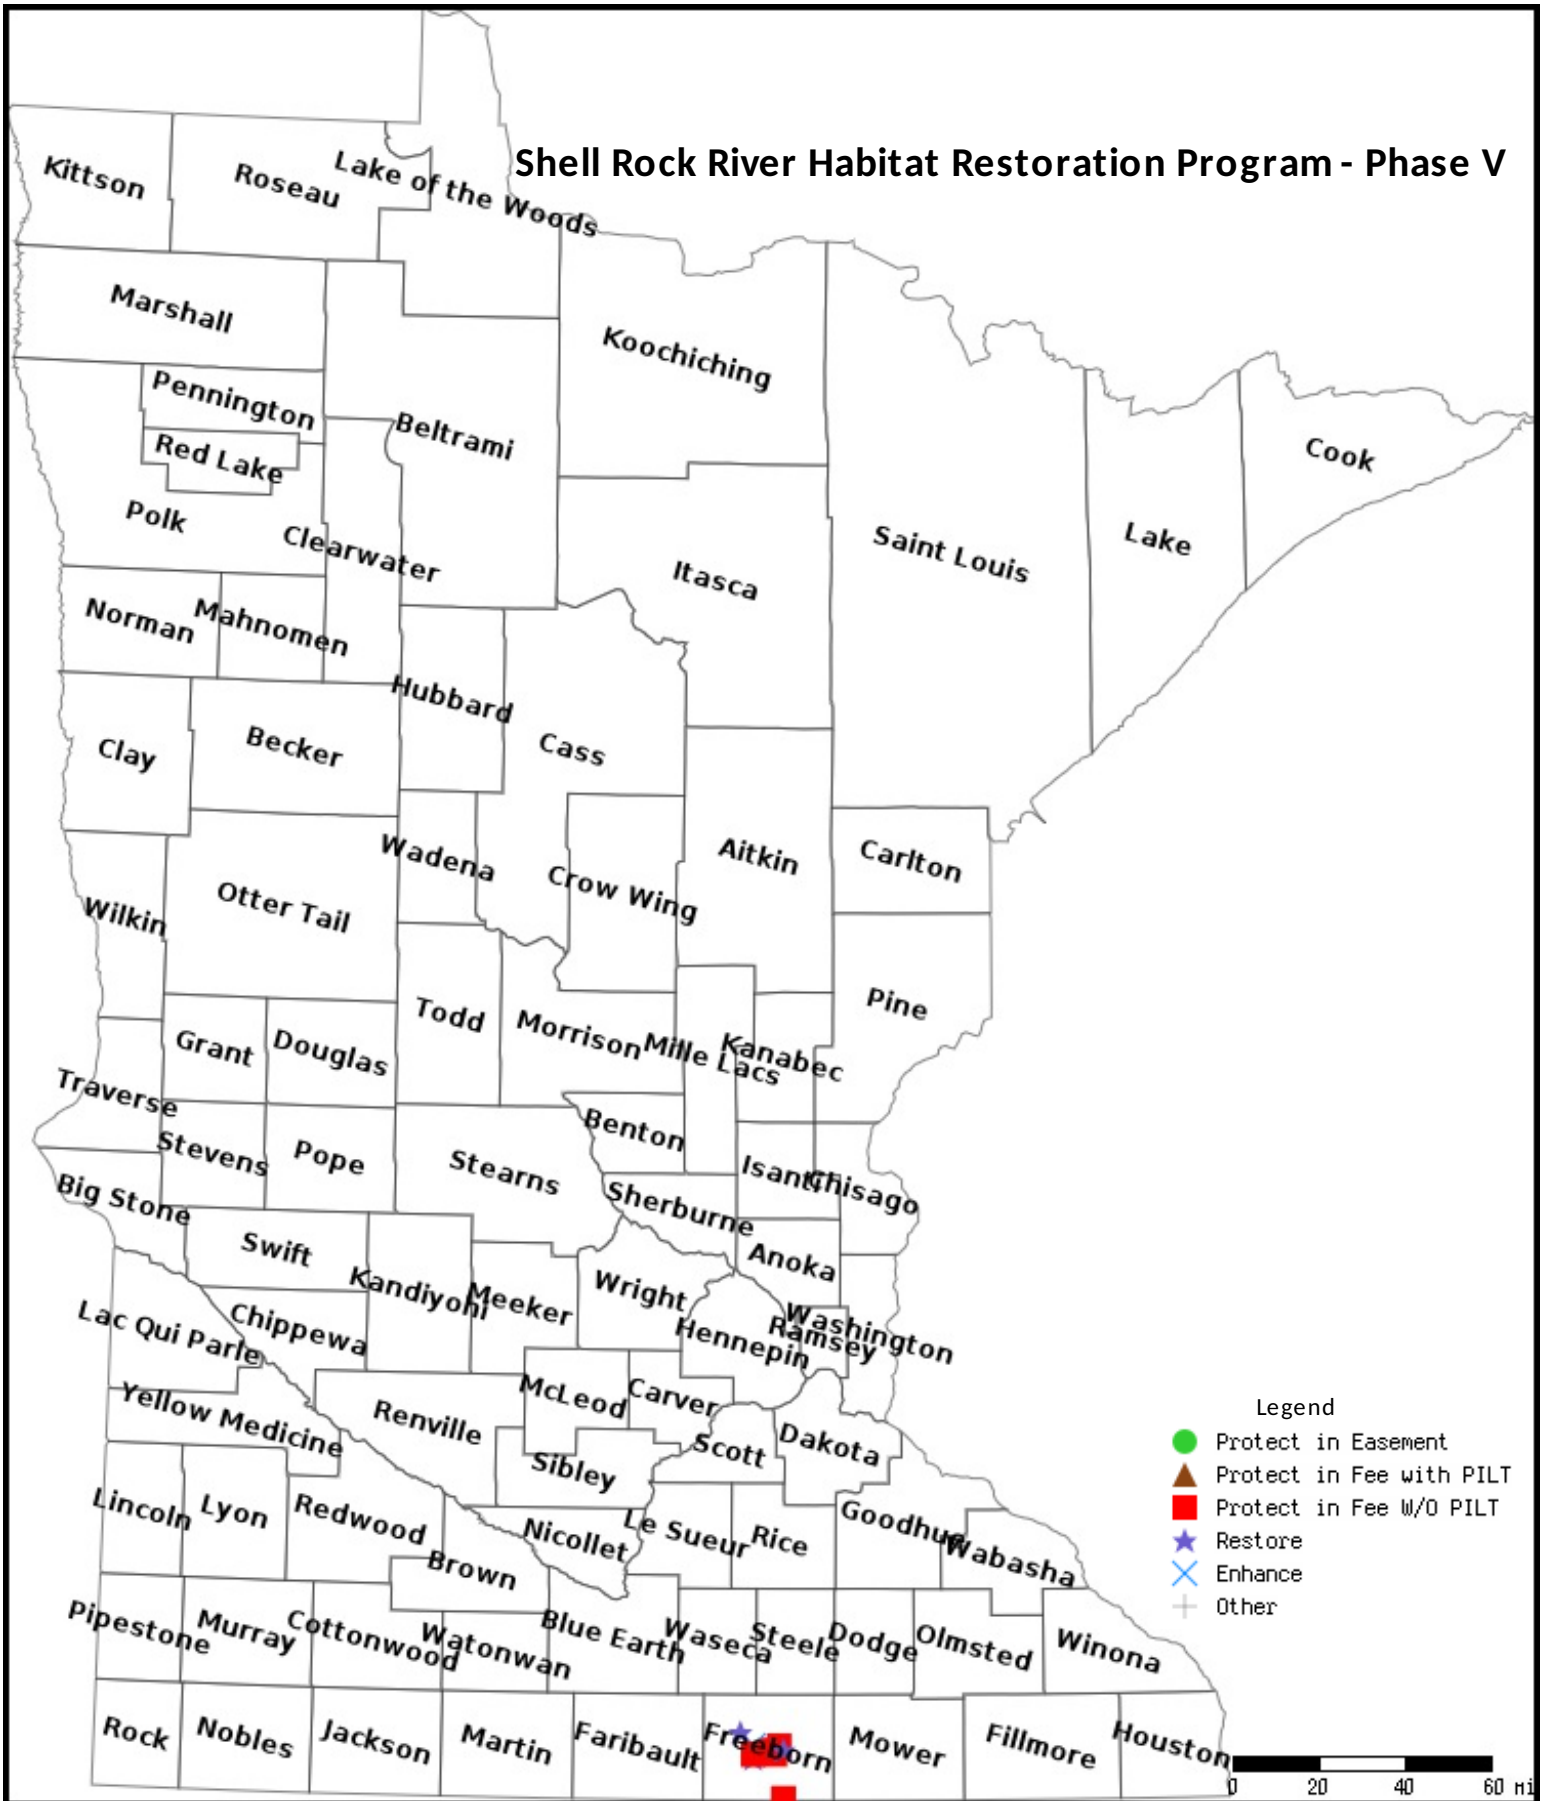 Shell Rock River Habitat Restoration Program - Phase V
Kittson
Roseau
Lake of the Woods
Marshall
Koochiching
Pennington
Beltrami
Red Lake
Cook
Polk
Clearwater
Saint Louis
Lake
Itasca
Norman
Mahnomen
Hubbard
Clay
Becker
Cass
Wadena
Aitkin
Carlton
Otter Tail
Crow Wing
Wilkin
Pine
Todd
Morrison
Mille Lacs
Kanabec
Grant
Douglas
Traverse
Benton
Stevens
Pope
Stearns
Isanti
Chisago
Big Stone
Sherburne
Swift
Anoka
Kandiyohi
Meeker
Wright
Lac Qui Parle
Chippewa
Hennepin
Ramsey
Washington
McLeod
Carver
Yellow Medicine
Renville
Scott
Dakota
Sibley
Lincoln
Lyon
Redwood
Nicollet
Le Sueur
Rice
Goodhue
Wabasha
Brown
Pipestone
Murray
Cottonwood
Watonwan
Blue Earth
Waseca
Steele
Dodge
Olmsted
Winona
Rock
Nobles
Jackson
Martin
Faribault
Freeborn
Mower
Fillmore
Houston
Legend
Protect in Easement
Protect in Fee with PILT
Protect in Fee W/O PILT
Restore
Enhance
Other
0 20 40 60 mi